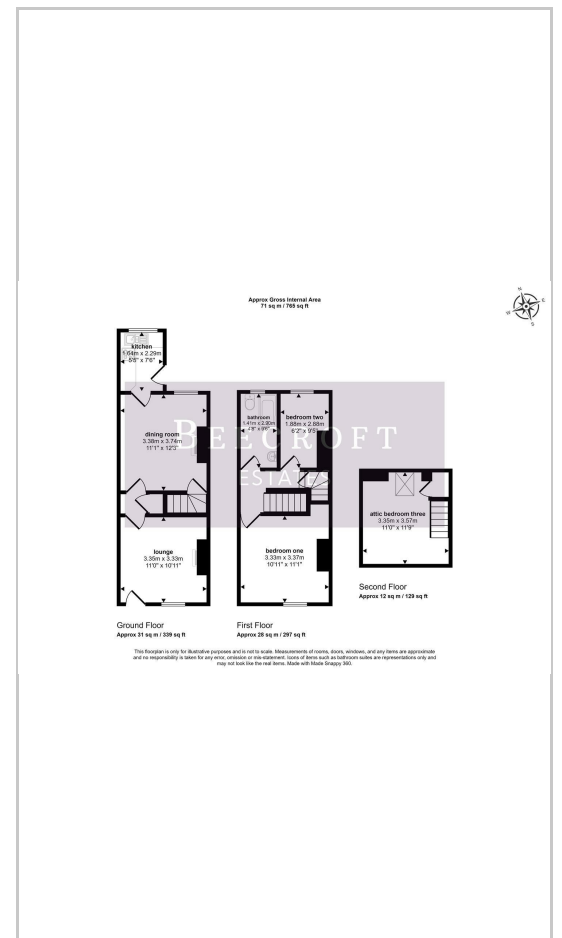 Approx Gross Internal Area
71 sq m / 765 sq ft
N
E
S
W
kitchen
1.64m x 2.29m
5'5" x 7'6"
dining room
3.38m x 3.74m
11'1" x 12'3"
lounge
3.35m x 3.33m
11'0" x 10'11"
Ground Floor
Approx 31 sq m / 339 sq ft
bathroom
1.41m x 2.90m
bedroom two
1.88m x 2.88m
6'2" x 9'5"
bedroom one
3.33m x 3.37m
10'11" x 11'1"
First Floor
Approx 28 sq m / 297 sq ft
attic bedroom three
3.35m x 3.57m
11'0" x 11'9"
Second Floor
Approx 12 sq m / 129 sq ft
BEECROFT
ESTATES
This floorplan is only for illustrative purposes and is not to scale. Measurements of rooms, doors, windows, and any items are approximate
and no responsibility is taken for any error, omission or mis-statement. Icons of items such as bathroom suites are representations only and
may not look like the real items. Made with Made Snappy 360.